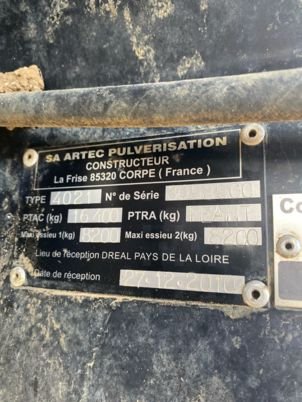 SA ARTEC PULVERISATION
CONSTRUCTEUR
La Frise 85320 CORPE ( France )
TYPE N° de Série
PTAC (kg) 16400 PTRA (kg) NEANT
Maxi essieu 1(kg) 8200 Maxi essieu 2(kg) 8200
Lieu de réception DREAL PAYS DE LA LOIRE
Date de réception 27.12.2010
Co